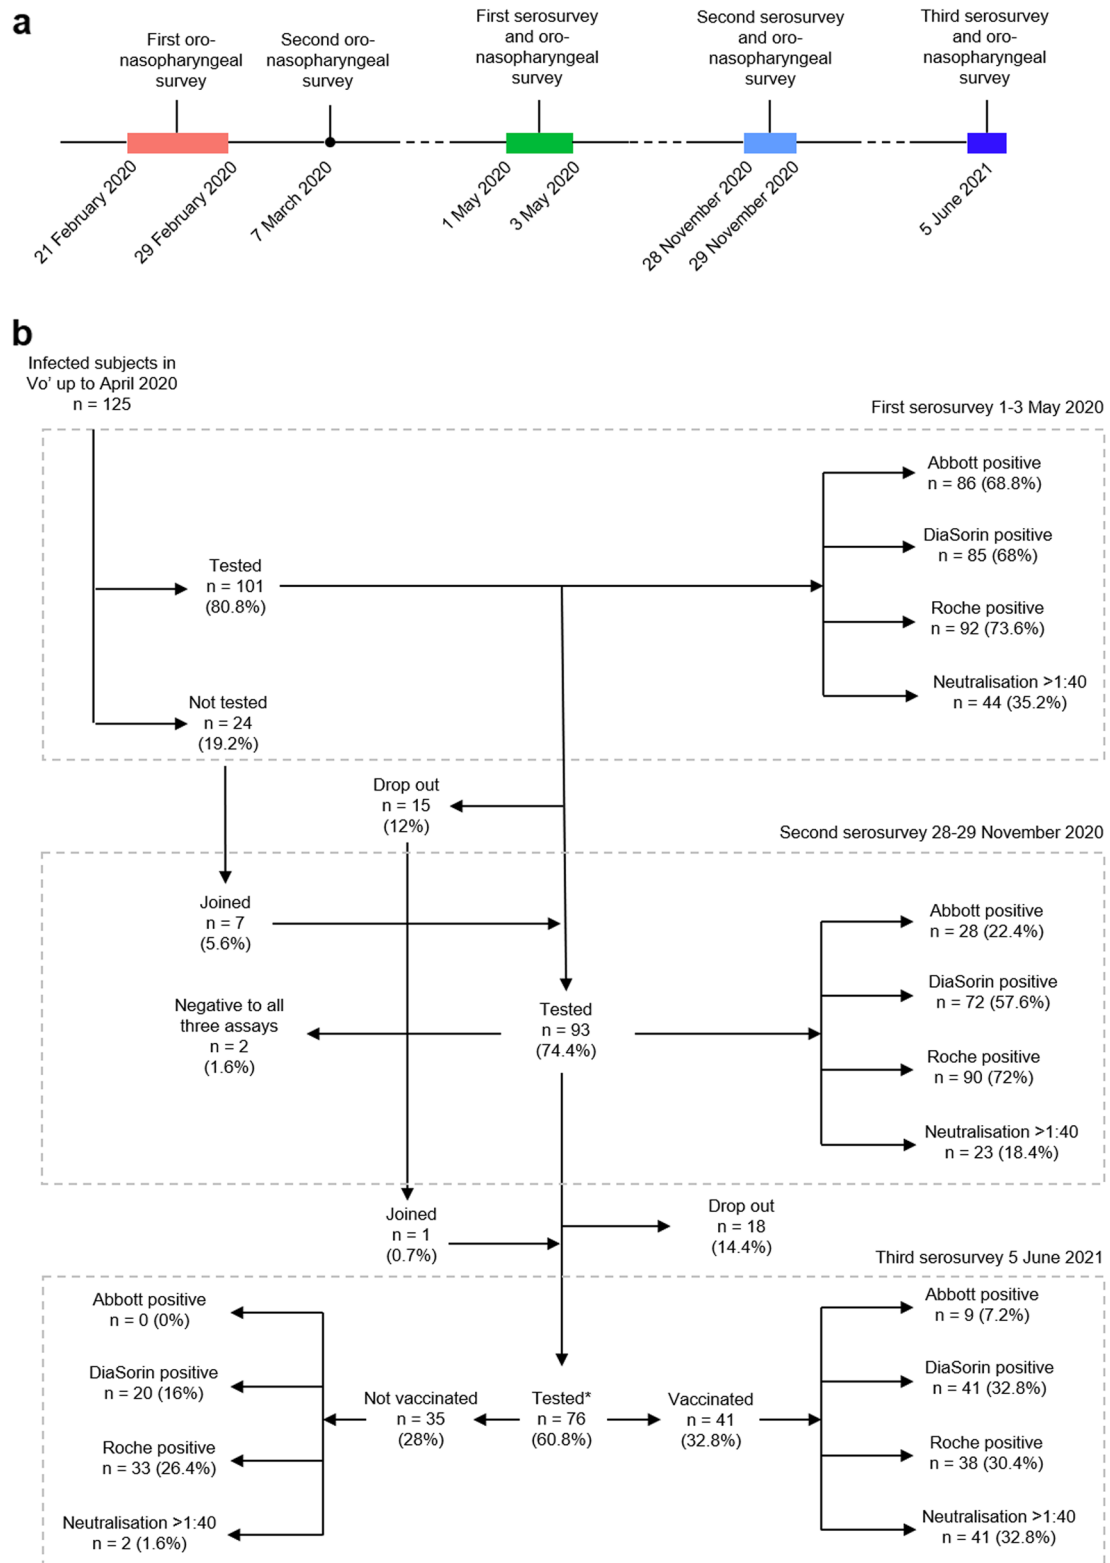 a
First oro-
nasopharyngeal
survey
Second oro-
nasopharyngeal
survey
First serosurvey
and oro-
nasopharyngeal
survey
Second serosurvey
and oro-
nasopharyngeal
survey
Third serosurvey
and oro-
nasopharyngeal
survey
21 February 2020
29 February 2020
7 March 2020
1 May 2020
3 May 2020
28 November 2020
29 November 2020
5 June 2021
b
Infected subjects in
Vo' up to April 2020
n = 125
First serosurvey 1-3 May 2020
Abbott positive
n = 86 (68.8%)
DiaSorin positive
n = 85 (68%)
Tested
n = 101
(80.8%)
Roche positive
n = 92 (73.6%)
Neutralisation >1:40
n = 44 (35.2%)
Not tested
n = 24
(19.2%)
Drop out
n = 15
(12%)
Second serosurvey 28-29 November 2020
Joined
n = 7
(5.6%)
Abbott positive
n = 28 (22.4%)
DiaSorin positive
n = 72 (57.6%)
Negative to all
three assays
n = 2
(1.6%)
Tested
n = 93
(74.4%)
Roche positive
n = 90 (72%)
Neutralisation >1:40
n = 23 (18.4%)
Joined
n = 1
(0.7%)
Drop out
n = 18
(14.4%)
Third serosurvey 5 June 2021
Abbott positive
n = 0 (0%)
DiaSorin positive
n = 20 (16%)
Roche positive
n = 33 (26.4%)
Neutralisation >1:40
n = 2 (1.6%)
Not vaccinated
n = 35
(28%)
Tested*
n = 76
(60.8%)
Vaccinated
n = 41
(32.8%)
Abbott positive
n = 9 (7.2%)
DiaSorin positive
n = 41 (32.8%)
Roche positive
n = 38 (30.4%)
Neutralisation >1:40
n = 41 (32.8%)